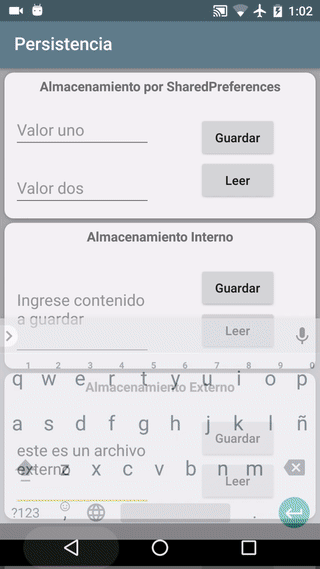 1:02
Persistencia
Almacenamiento por SharedPreferences
Valor uno
Guardar
Valor dos
Leer
Almacenamiento Interno
Ingrese contenido
a guardar
Guardar
Leer
1 2 3 4 5 6 7 8 9 0
q w e r t y u i o p
Almacenamiento Externo
a s d f g h j k l ñ
este es un archivo
externo
Guardar
z x c v b n m
Leer
?123 , .